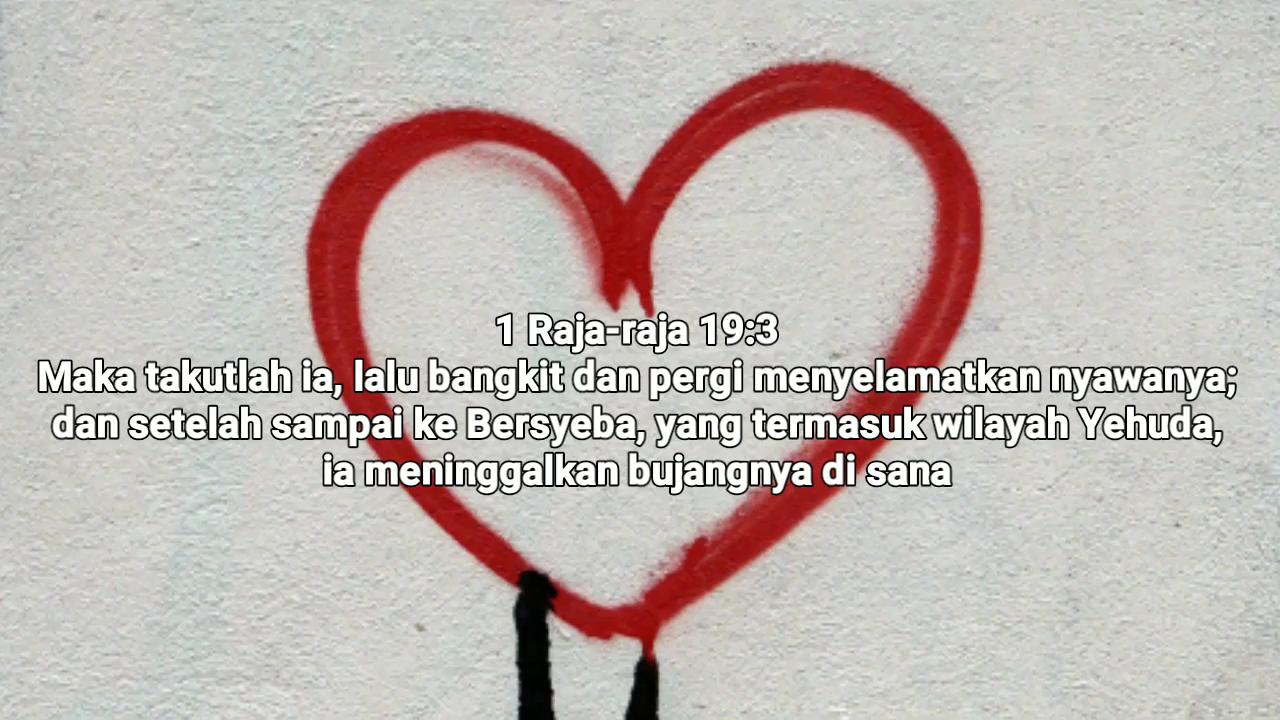 1 Raja-raja 19:3
Maka takutlah ia, lalu bangkit dan pergi menyelamatkan nyawanya;
dan setelah sampai ke Bersyeba, yang termasuk wilayah Yehuda,
ia meninggalkan bujangnya di sana